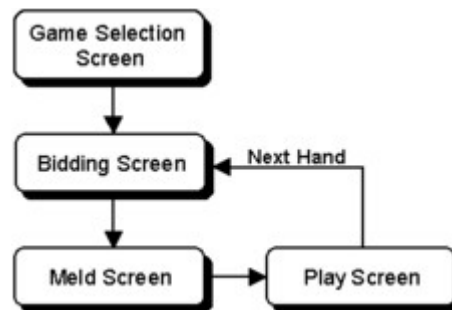 Game Selection
Screen
Bidding Screen
Next Hand
Meld Screen
Play Screen